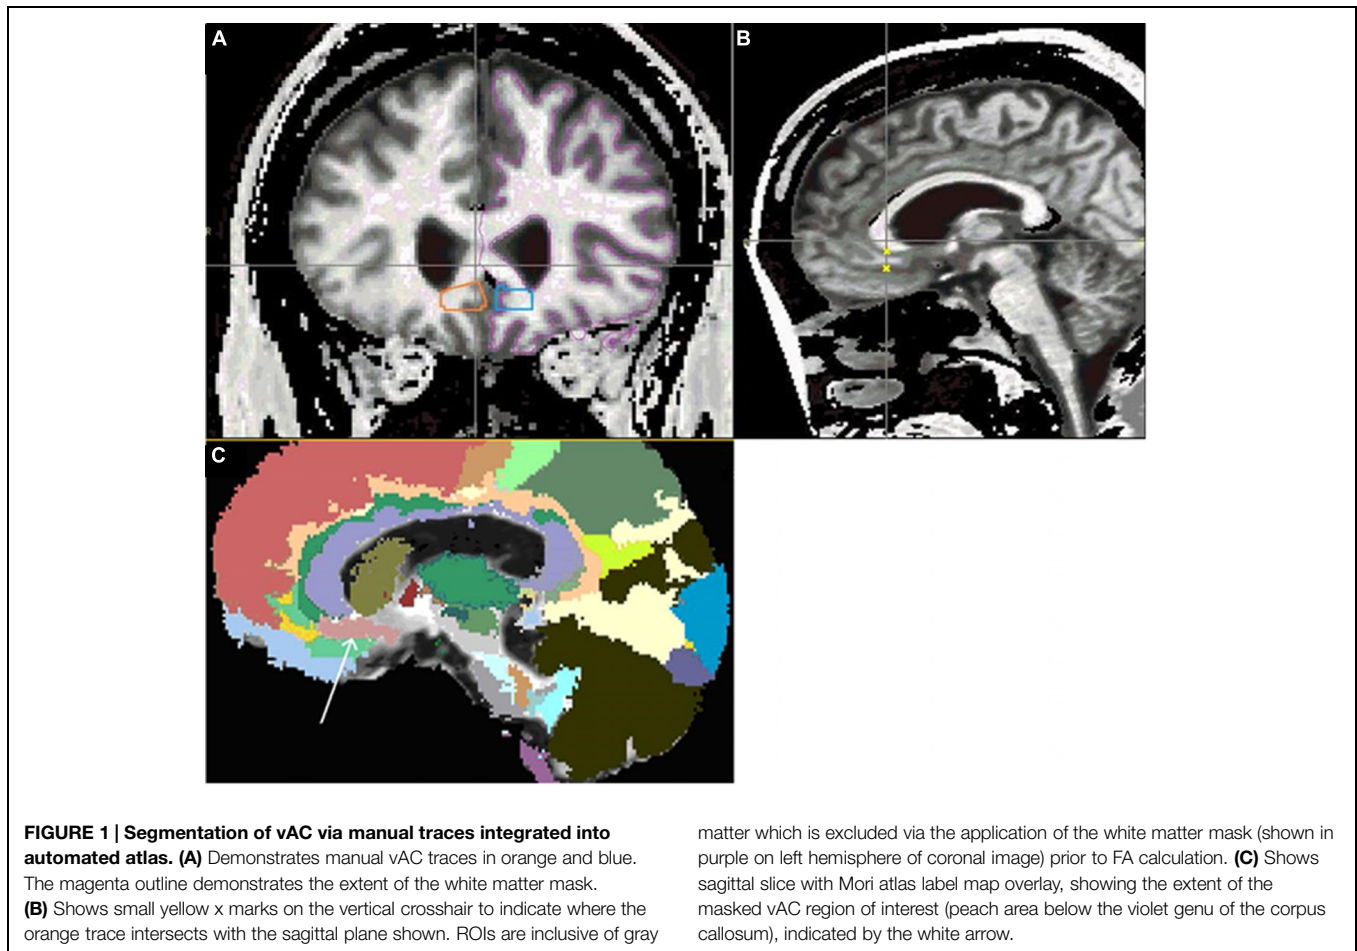 A
B
C
FIGURE 1 | Segmentation of vAC via manual traces integrated into
automated atlas. (A) Demonstrates manual vAC traces in orange and blue.
The magenta outline demonstrates the extent of the white matter mask.
(B) Shows small yellow x marks on the vertical crosshair to indicate where the
orange trace intersects with the sagittal plane shown. ROIs are inclusive of gray
matter which is excluded via the application of the white matter mask (shown in
purple on left hemisphere of coronal image) prior to FA calculation. (C) Shows
sagittal slice with Mori atlas label map overlay, showing the extent of the
masked vAC region of interest (peach area below the violet genu of the corpus
callosum), indicated by the white arrow.